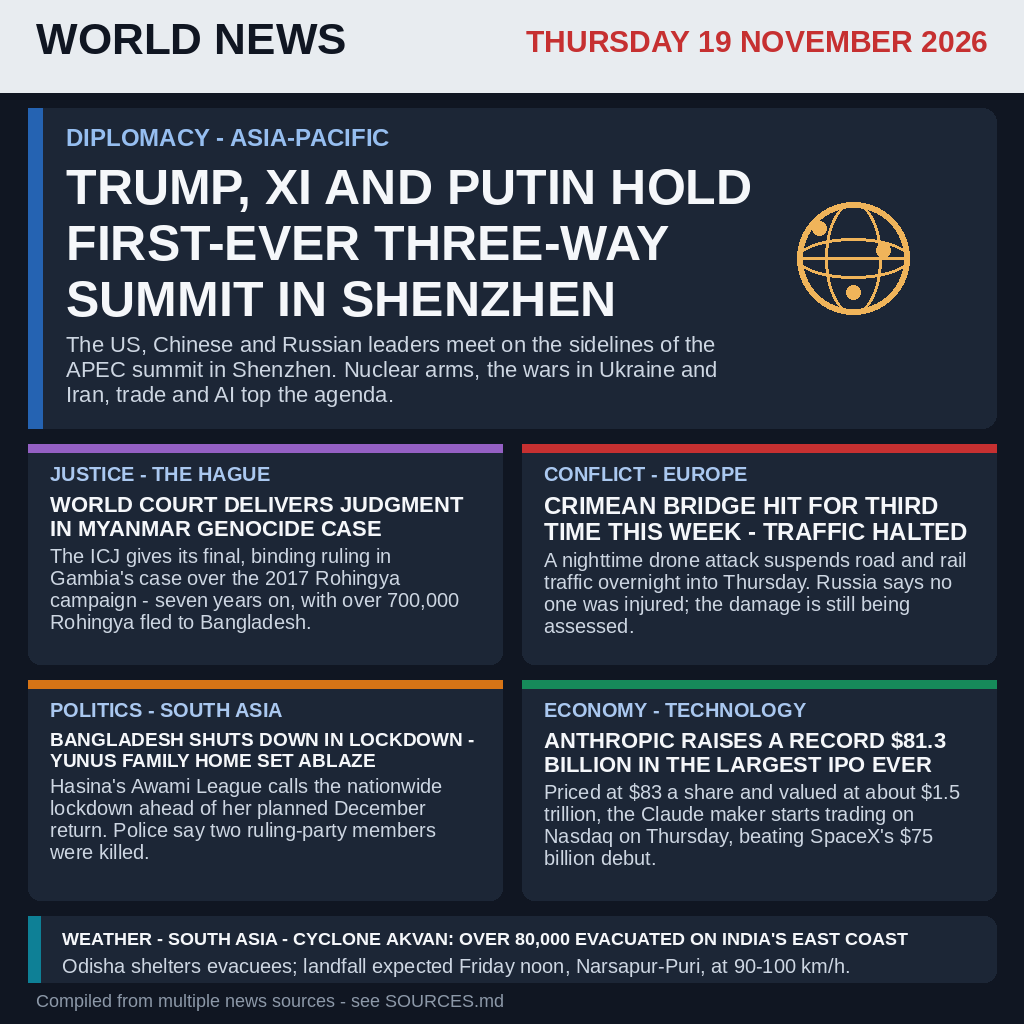 WORLD NEWS
THURSDAY 19 NOVEMBER 2026
DIPLOMACY - ASIA-PACIFIC
TRUMP, XI AND PUTIN HOLD
FIRST-EVER THREE-WAY
SUMMIT IN SHENZHEN
The US, Chinese and Russian leaders meet on the sidelines of the
APEC summit in Shenzhen. Nuclear arms, the wars in Ukraine and
Iran, trade and AI top the agenda.
JUSTICE - THE HAGUE
WORLD COURT DELIVERS JUDGMENT
IN MYANMAR GENOCIDE CASE
The ICJ gives its final, binding ruling in
Gambia's case over the 2017 Rohingya
campaign - seven years on, with over 700,000
Rohingya fled to Bangladesh.
CONFLICT - EUROPE
CRIMEAN BRIDGE HIT FOR THIRD
TIME THIS WEEK - TRAFFIC HALTED
A nighttime drone attack suspends road and rail
traffic overnight into Thursday. Russia says no
one was injured; the damage is still being
assessed.
POLITICS - SOUTH ASIA
BANGLADESH SHUTS DOWN IN LOCKDOWN -
YUNUS FAMILY HOME SET ABLAZE
Hasina's Awami League calls the nationwide
lockdown ahead of her planned December
return. Police say two ruling-party members
were killed.
ECONOMY - TECHNOLOGY
ANTHROPIC RAISES A RECORD $81.3
BILLION IN THE LARGEST IPO EVER
Priced at $83 a share and valued at about $1.5
trillion, the Claude maker starts trading on
Nasdaq on Thursday, beating SpaceX's $75
billion debut.
WEATHER - SOUTH ASIA - CYCLONE AKVAN: OVER 80,000 EVACUATED ON INDIA'S EAST COAST
Odisha shelters evacuees; landfall expected Friday noon, Narsapur-Puri, at 90-100 km/h.
Compiled from multiple news sources - see SOURCES.md